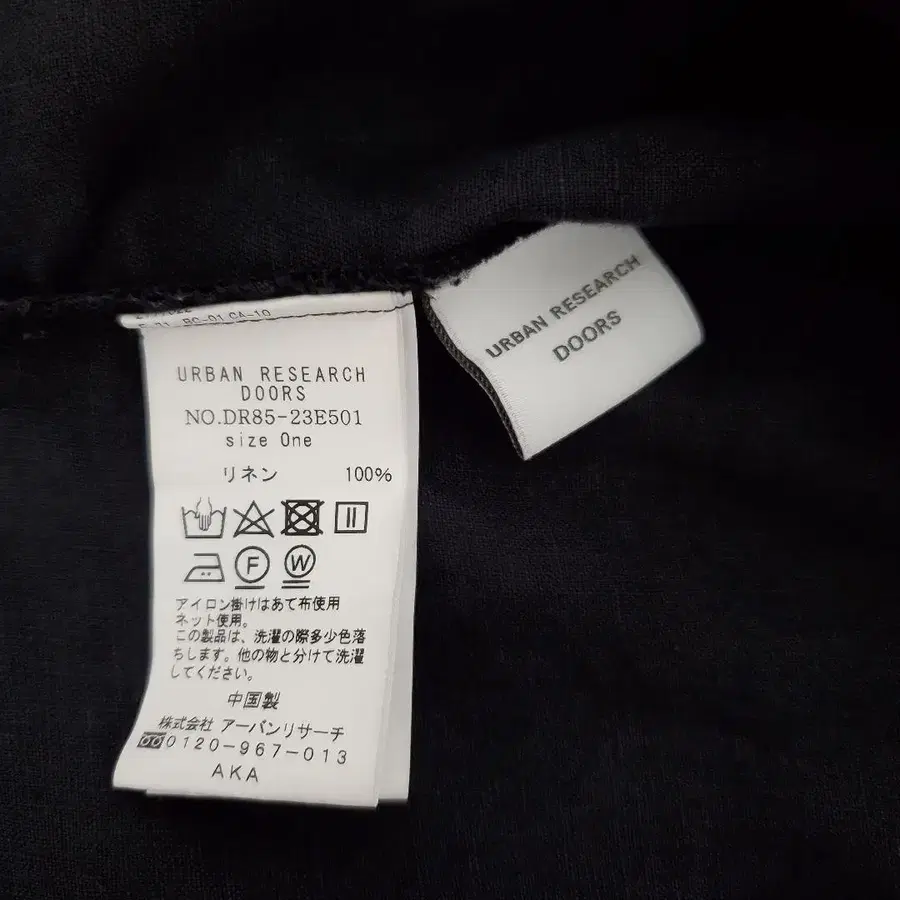 RC-01 CA-10
URBAN RESEARCH
DOORS
NO.DR85-23E501
size One
リネン 100%
F W
アイロン掛けはあて布使用
ネット使用。
この製品は、洗濯の際多少色落
ちします。他の物と分けて洗濯
してください。
中国製
株式会社 アーバンリサーチ
0120-967-013
AKA
URBAN RESEARCH
DOORS